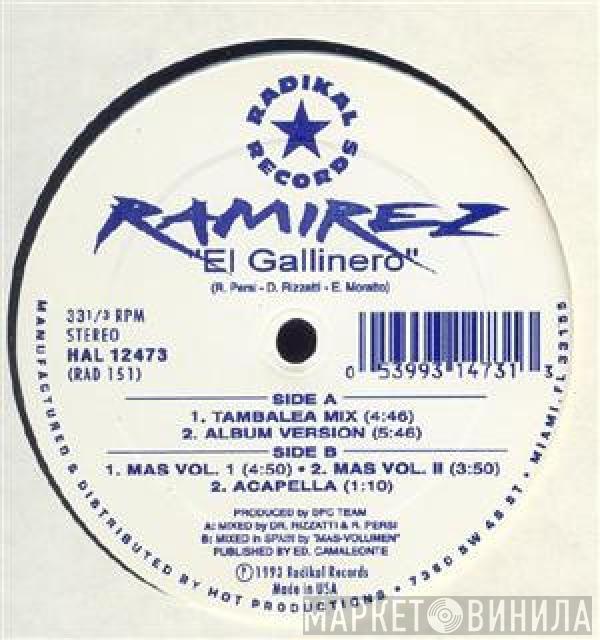 RADIKAL
RECORDS
RAMIREZ
"El Gallinero"
(R. Persi - D. Rizzatti - E. Moratto)
33 1/3 RPM
STEREO
HAL 12473
(RAD 151)
0 53993 14731 3
SIDE A
1. TAMBALEA MIX (4:46)
2. ALBUM VERSION (5:46)
SIDE B
1. MAS VOL. 1 (4:50) • 2. MAS VOL. II (3:50)
2. ACAPELLA (1:10)
PRODUCED by DFC TEAM
A: MIXED by DR. RIZZATTI & R. PERSI
B: MIXED in SPAIN by "MAS-VOLUMEN"
PUBLISHED BY ED. CAMALEONTE
Ⓟ1993 Radikal Records
Made in USA
MANUFACTURED & DISTRIBUTED BY HOT PRODUCTIONS • 7380 SW 48 ST • MIAMI, FL 33155
МАРКЕТ ВИНИЛА